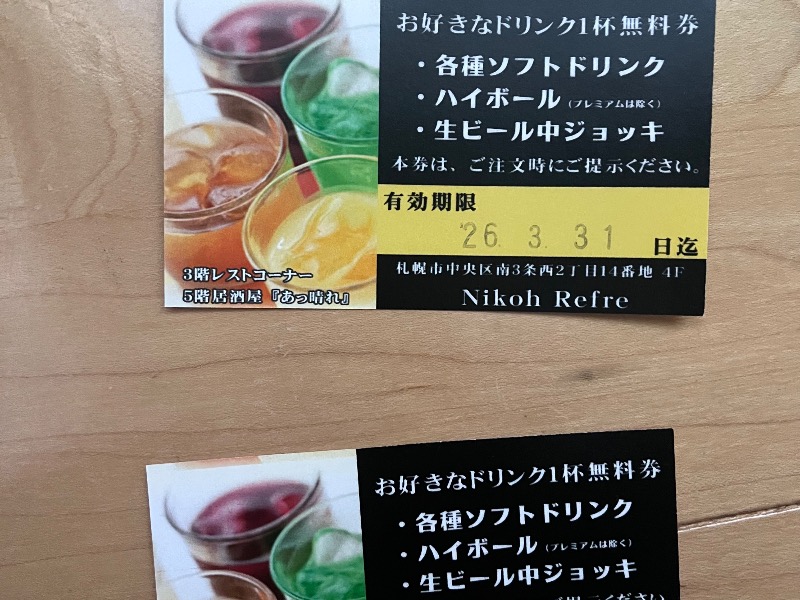 お好きなドリンク1杯無料券
・各種ソフトドリンク
・ハイボール（プレミアムは除く）
・生ビール中ジョッキ
本券は、ご注文時にご提示ください。
有効期限
'26. 3. 31
日迄
3階レストコーナー
5階居酒屋『あっ晴れ』
札幌市中央区南3条西2丁目14番地 4F
Nikoh Refre
お好きなドリンク1杯無料券
・各種ソフトドリンク
・ハイボール（プレミアムは除く）
・生ビール中ジョッキ